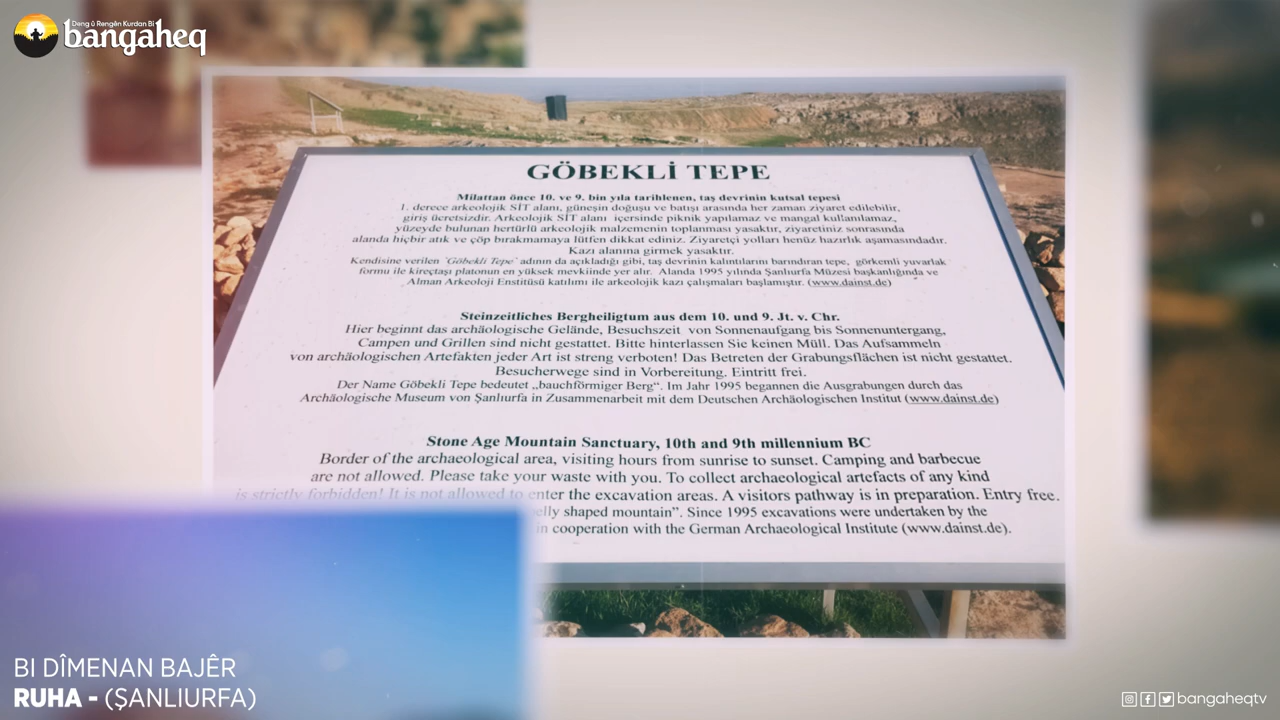 Deng û Rengên Kurdan Bi
bangaheq
GÖBEKLİ TEPE
Milattan önce 10. ve 9. bin yıla tarihlenen, taş devrinin kutsal tepesi
1. derece arkeolojik SİT alanı, güneşin doğuşu ve batışı arasında her zaman ziyaret edilebilir,
giriş ücretsizdir. Arkeolojik SİT alanı içersinde piknik yapılamaz ve mangal kullanılamaz,
yüzeyde bulunan hertürlü arkeolojik malzemenin toplanması yasaktır, ziyaretiniz sonrasında
alanda hiçbir atık ve çöp bırakmamaya lütfen dikkat ediniz. Ziyaretçi yolları henüz hazırlık aşamasındadır.
Kazı alanına girmek yasaktır.
Kendisine verilen `Göbekli Tepe` adının da açıkladığı gibi, taş devrinin kalıntılarını barındıran tepe, görkemli yuvarlak
formu ile kireçtaşı platonun en yüksek mevkiinde yer alır. Alanda 1995 yılında Şanlıurfa Müzesi başkanlığında ve
Alman Arkeoloji Enstitüsü katılımı ile arkeolojik kazı çalışmaları başlamıştır. (www.dainst.de)
Steinzeitliches Bergheiligtum aus dem 10. und 9. Jt. v. Chr.
Hier beginnt das archäologische Gelände, Besuchszeit von Sonnenaufgang bis Sonnenuntergang,
Campen und Grillen sind nicht gestattet. Bitte hinterlassen Sie keinen Müll. Das Aufsammeln
von archäologischen Artefakten jeder Art ist streng verboten! Das Betreten der Grabungsflächen ist nicht gestattet.
Besucherwege sind in Vorbereitung. Eintritt frei.
Der Name Göbekli Tepe bedeutet „bauchförmiger Berg“. Im Jahr 1995 begannen die Ausgrabungen durch das
Archäologische Museum von Şanlıurfa in Zusammenarbeit mit dem Deutschen Archäologischen Institut (www.dainst.de)
Stone Age Mountain Sanctuary, 10th and 9th millennium BC
Border of the archaeological area, visiting hours from sunrise to sunset. Camping and barbecue
are not allowed. Please take your waste with you. To collect archaeological artefacts of any kind
is strictly forbidden! It is not allowed to enter the excavation areas. A visitors pathway is in preparation. Entry free.
elly shaped mountain”. Since 1995 excavations were undertaken by the
in cooperation with the German Archaeological Institute (www.dainst.de).
BI DÎMENAN BAJÊR
RUHA - (ŞANLIURFA)
bangaheqtv